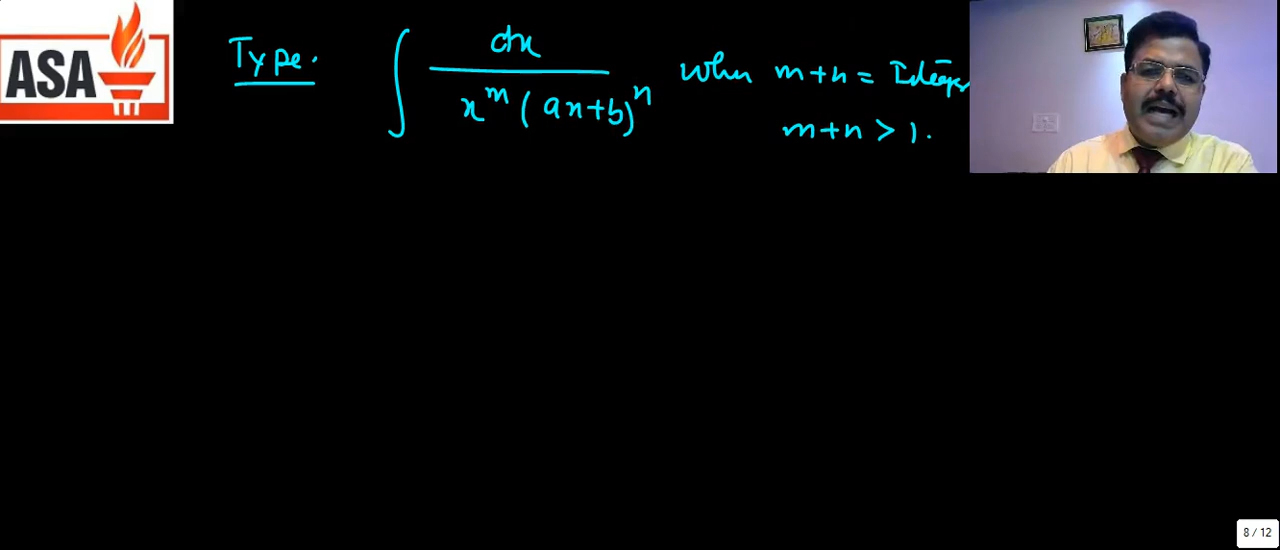 ASA
Type.
∫ dx / x^m (ax+b)^n when m+n = Integer
m+n > 1.
8 / 12